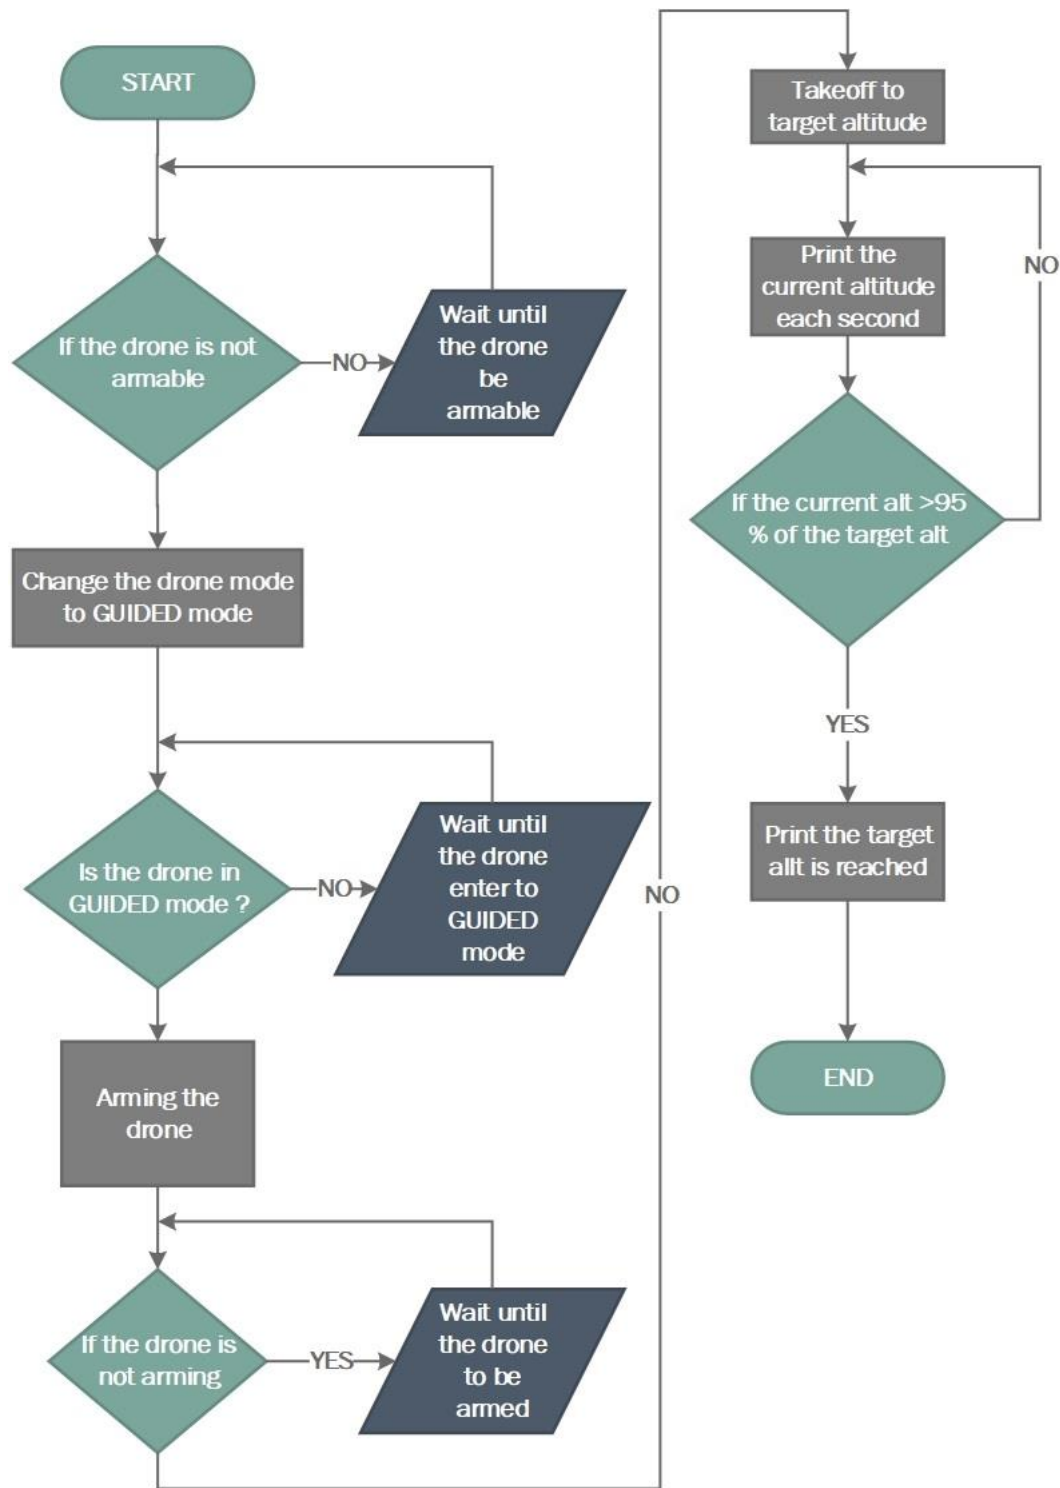 START
If the drone is not
armable
NO
Wait until
the drone
be
armable
Change the drone mode
to GUIDED mode
Is the drone in
GUIDED mode ?
NO
Wait until
the drone
enter to
GUIDED
mode
Arming the
drone
If the drone is
not arming
YES
Wait until
the drone
to be
armed
NO
Takeoff to
target altitude
Print the
current altitude
each second
NO
If the current alt >95
% of the target alt
YES
Print the target
allt is reached
END